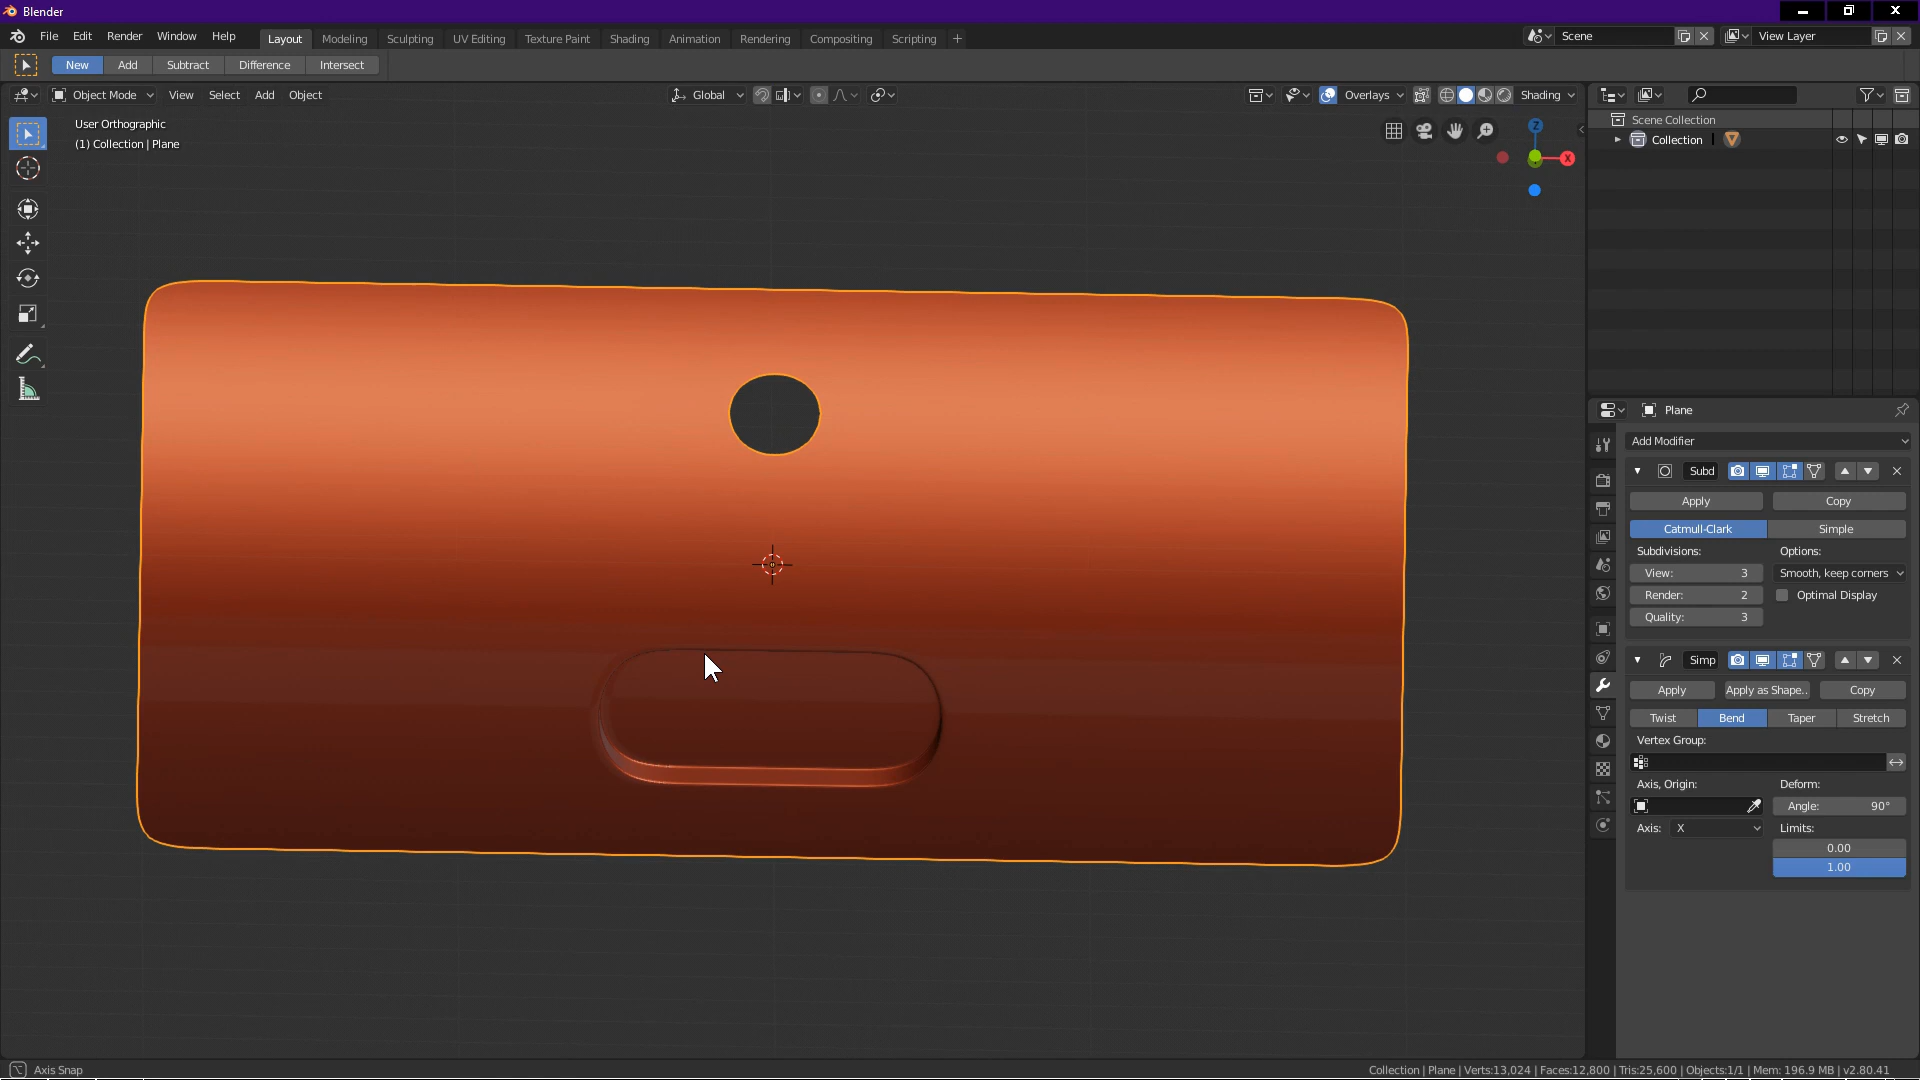 Blender
File Edit Render Window Help Layout Modeling Sculpting UV Editing Texture Paint Shading Animation Rendering Compositing Scripting + Scene View Layer
New Add Subtract Difference Intersect
Object Mode View Select Add Object Global Overlays Shading
User Orthographic
(1) Collection | Plane
Z
X
Scene Collection
Collection
Plane
Add Modifier
Subd
Apply Copy
Catmull-Clark Simple
Subdivisions: Options:
View: 3 Smooth, keep corners
Render: 2 Optimal Display
Quality: 3
Simp
Apply Apply as Shape.. Copy
Twist Bend Taper Stretch
Vertex Group:
Axis, Origin: Deform:
Angle: 90°
Axis: X Limits:
0.00
1.00
Axis Snap
Collection | Plane | Verts:13,024 | Faces:12,800 | Tris:25,600 | Objects:1/1 | Mem: 196.9 MB | v2.80.41